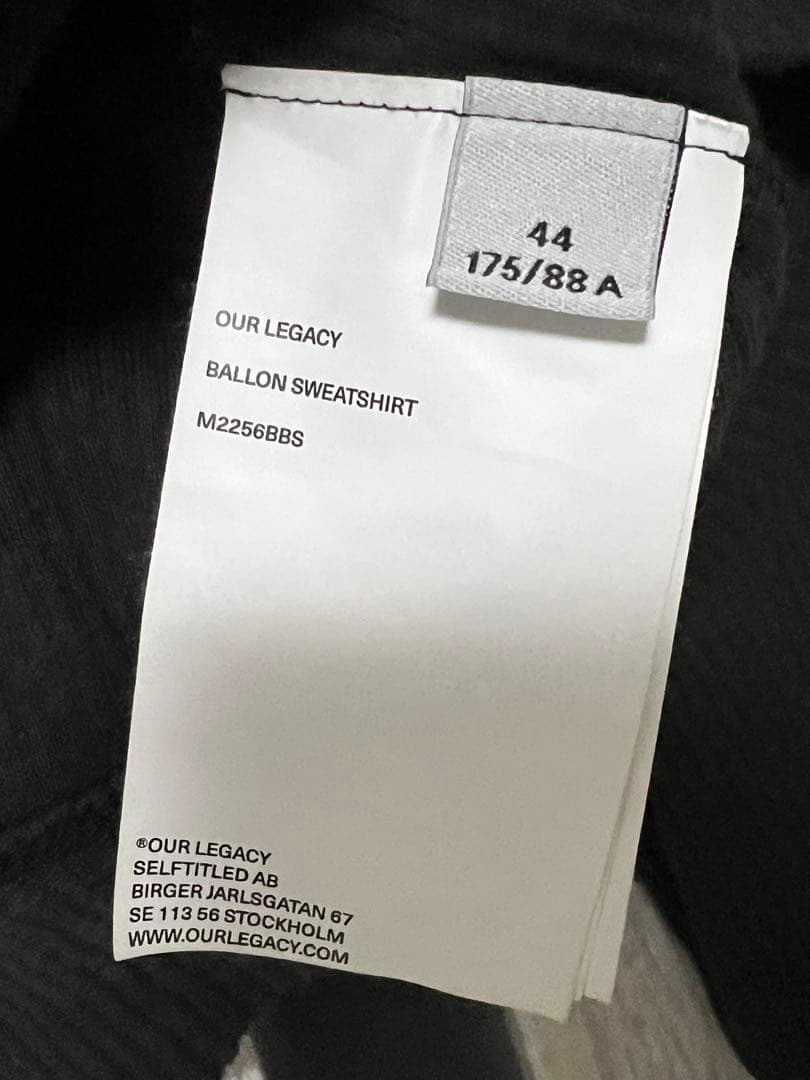 44
175/88 A
OUR LEGACY
BALLON SWEATSHIRT
M2256BBS
®OUR LEGACY
SELFTITLED AB
BIRGER JARLSGATAN 67
SE 113 56 STOCKHOLM
WWW.OURLEGACY.COM